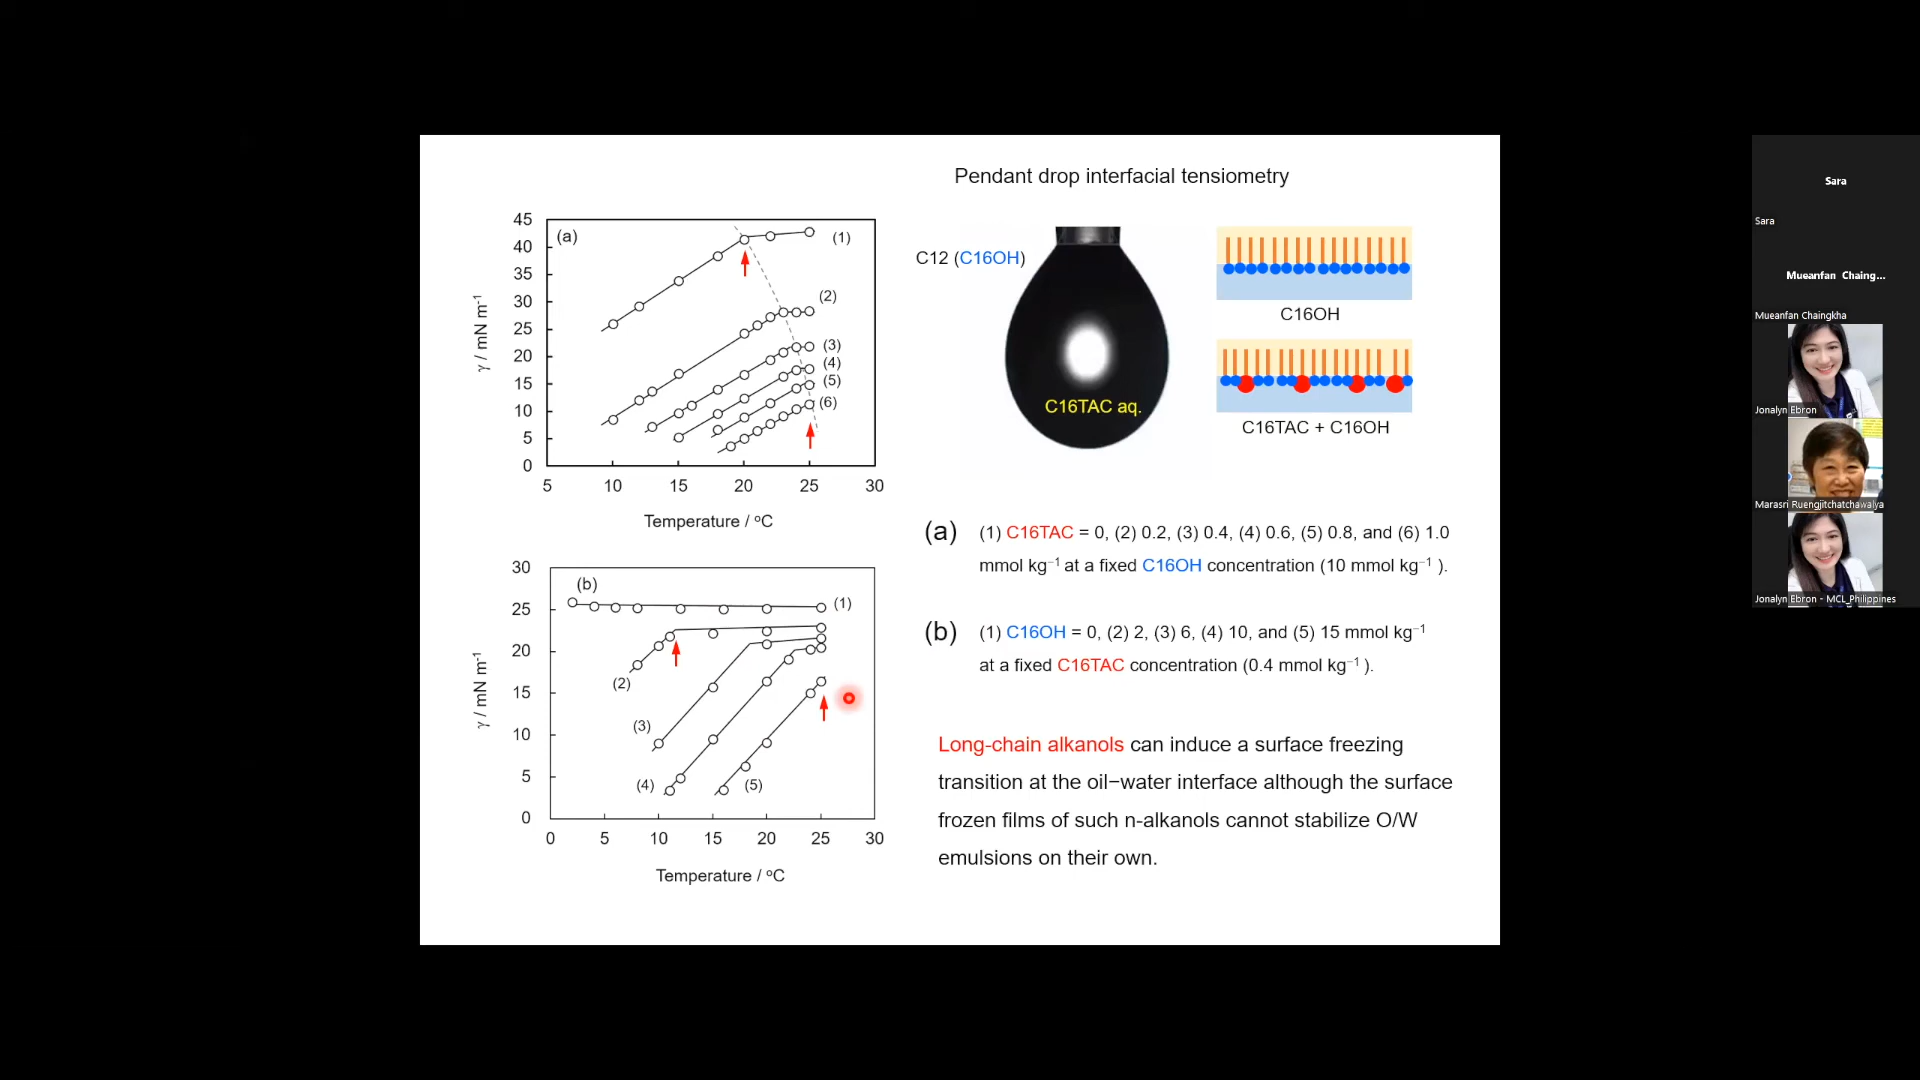 Pendant drop interfacial tensiometry
45
40
35
30
25
20
15
10
5
0
γ / mN m⁻¹
(a)
(1)
(2)
(3)
(4)
(5)
(6)
5 10 15 20 25 30
Temperature / ᵒC
C12 (C16OH)
C16TAC aq.
C16OH
C16TAC + C16OH
30
25
20
15
10
5
0
γ / mN m⁻¹
(b)
(1)
(2)
(3)
(4)
(5)
0 5 10 15 20 25 30
Temperature / ᵒC
(a) (1) C16TAC = 0, (2) 0.2, (3) 0.4, (4) 0.6, (5) 0.8, and (6) 1.0
mmol kg⁻¹ at a fixed C16OH concentration (10 mmol kg⁻¹ ).
(b) (1) C16OH = 0, (2) 2, (3) 6, (4) 10, and (5) 15 mmol kg⁻¹
at a fixed C16TAC concentration (0.4 mmol kg⁻¹ ).
Long-chain alkanols can induce a surface freezing
transition at the oil−water interface although the surface
frozen films of such n-alkanols cannot stabilize O/W
emulsions on their own.
Sara
Sara
Mueanfan Chaing...
Mueanfan Chaingkha
Jonalyn Ebron
Marasri Ruengjitchatchawalya
Jonalyn Ebron - MCL_Philippines